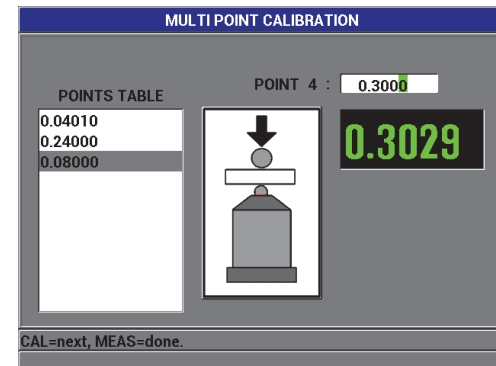 MULTI POINT CALIBRATION
POINT 4 : 0.3000
POINTS TABLE
0.04010
0.24000
0.08000
0.3029
CAL=next, MEAS=done.